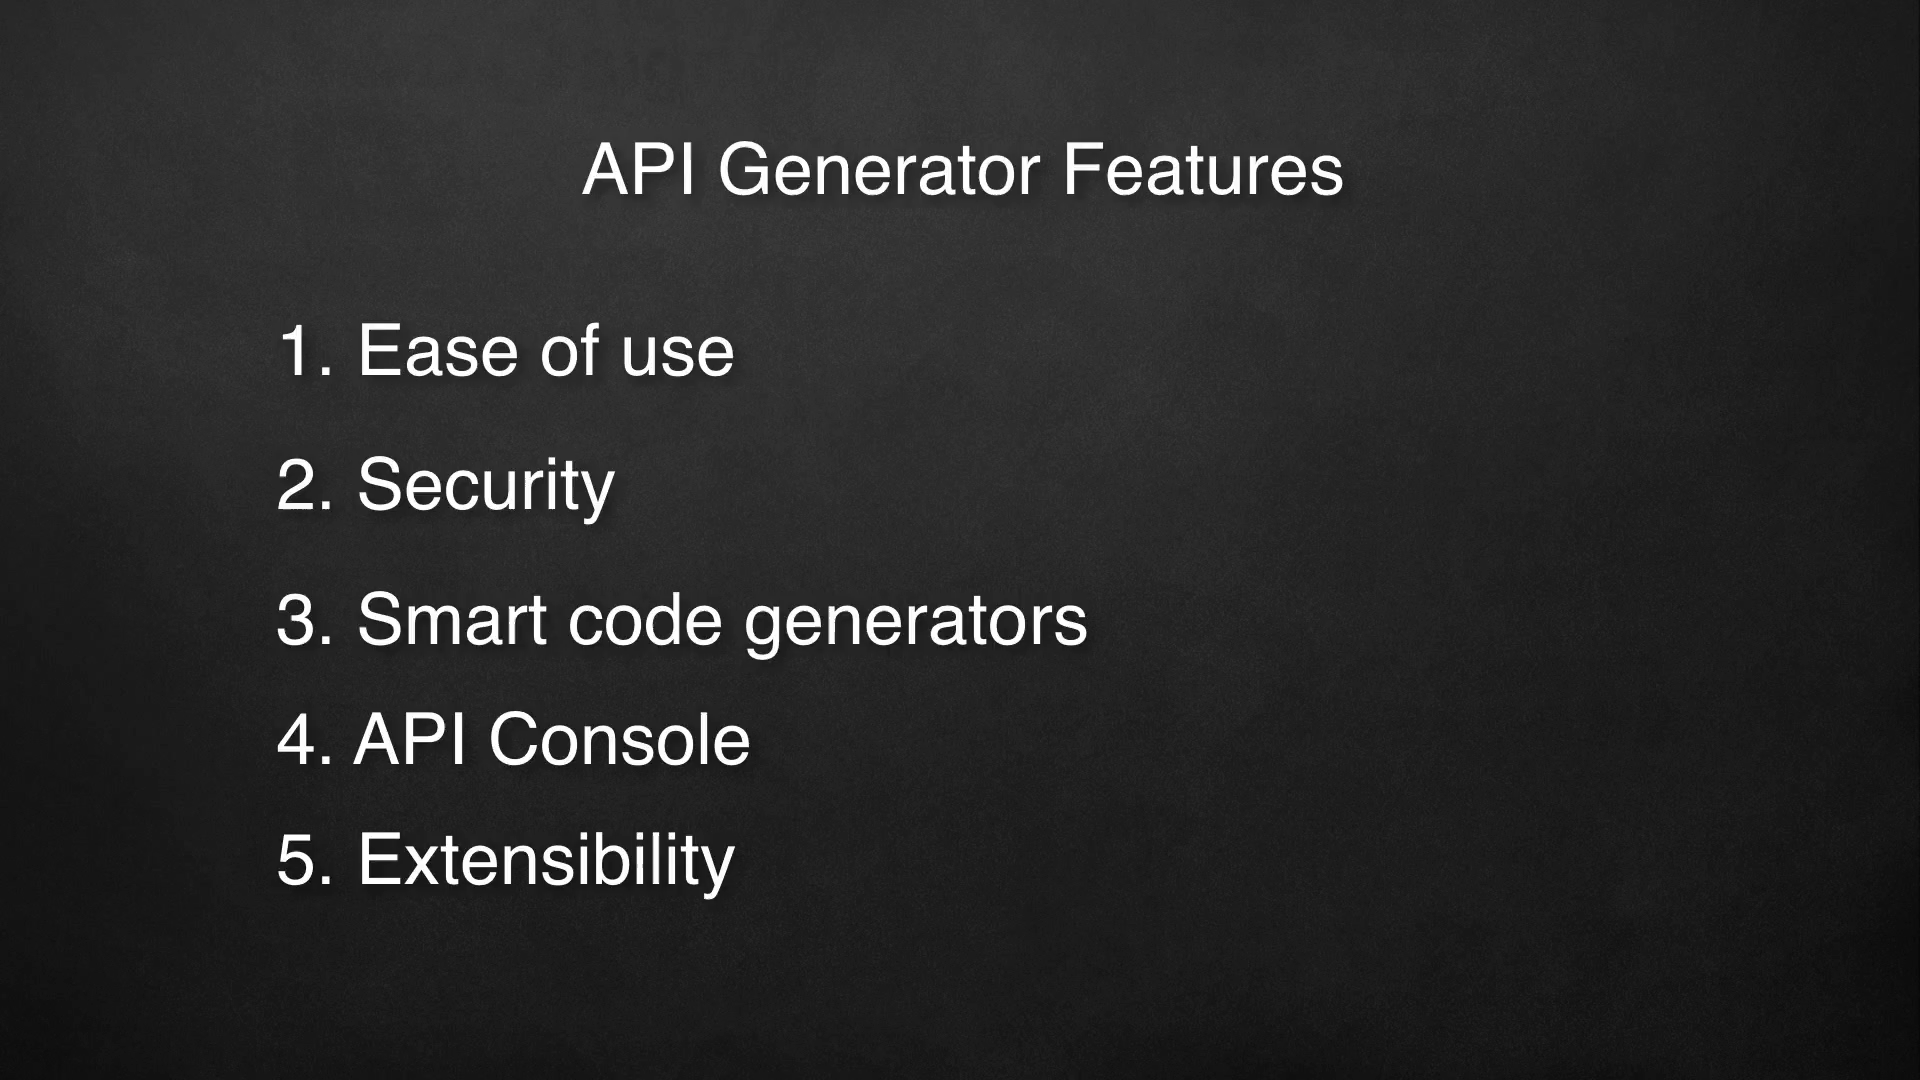 API Generator Features
1. Ease of use
2. Security
3. Smart code generators
4. API Console
5. Extensibility